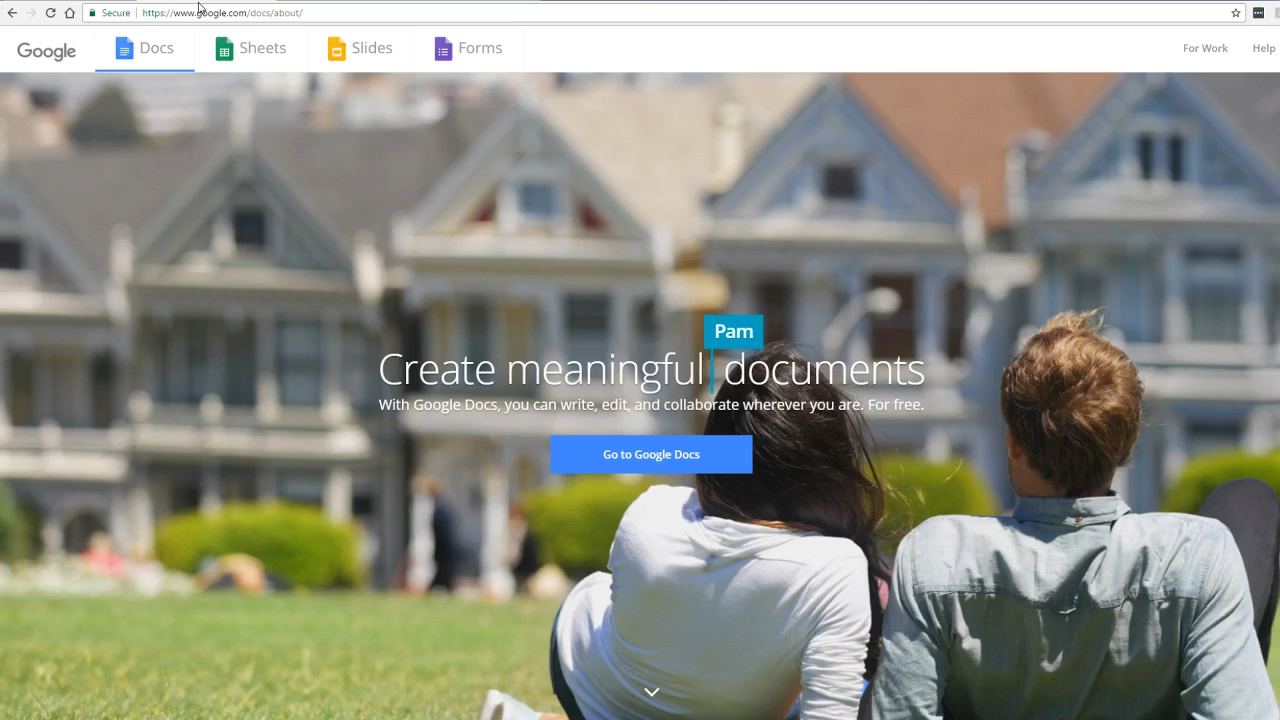 Secure https://www.google.com/docs/about/
Google Docs Sheets Slides Forms For Work Help
Pam
Create meaningful documents
With Google Docs, you can write, edit, and collaborate wherever you are. For free.
Go to Google Docs